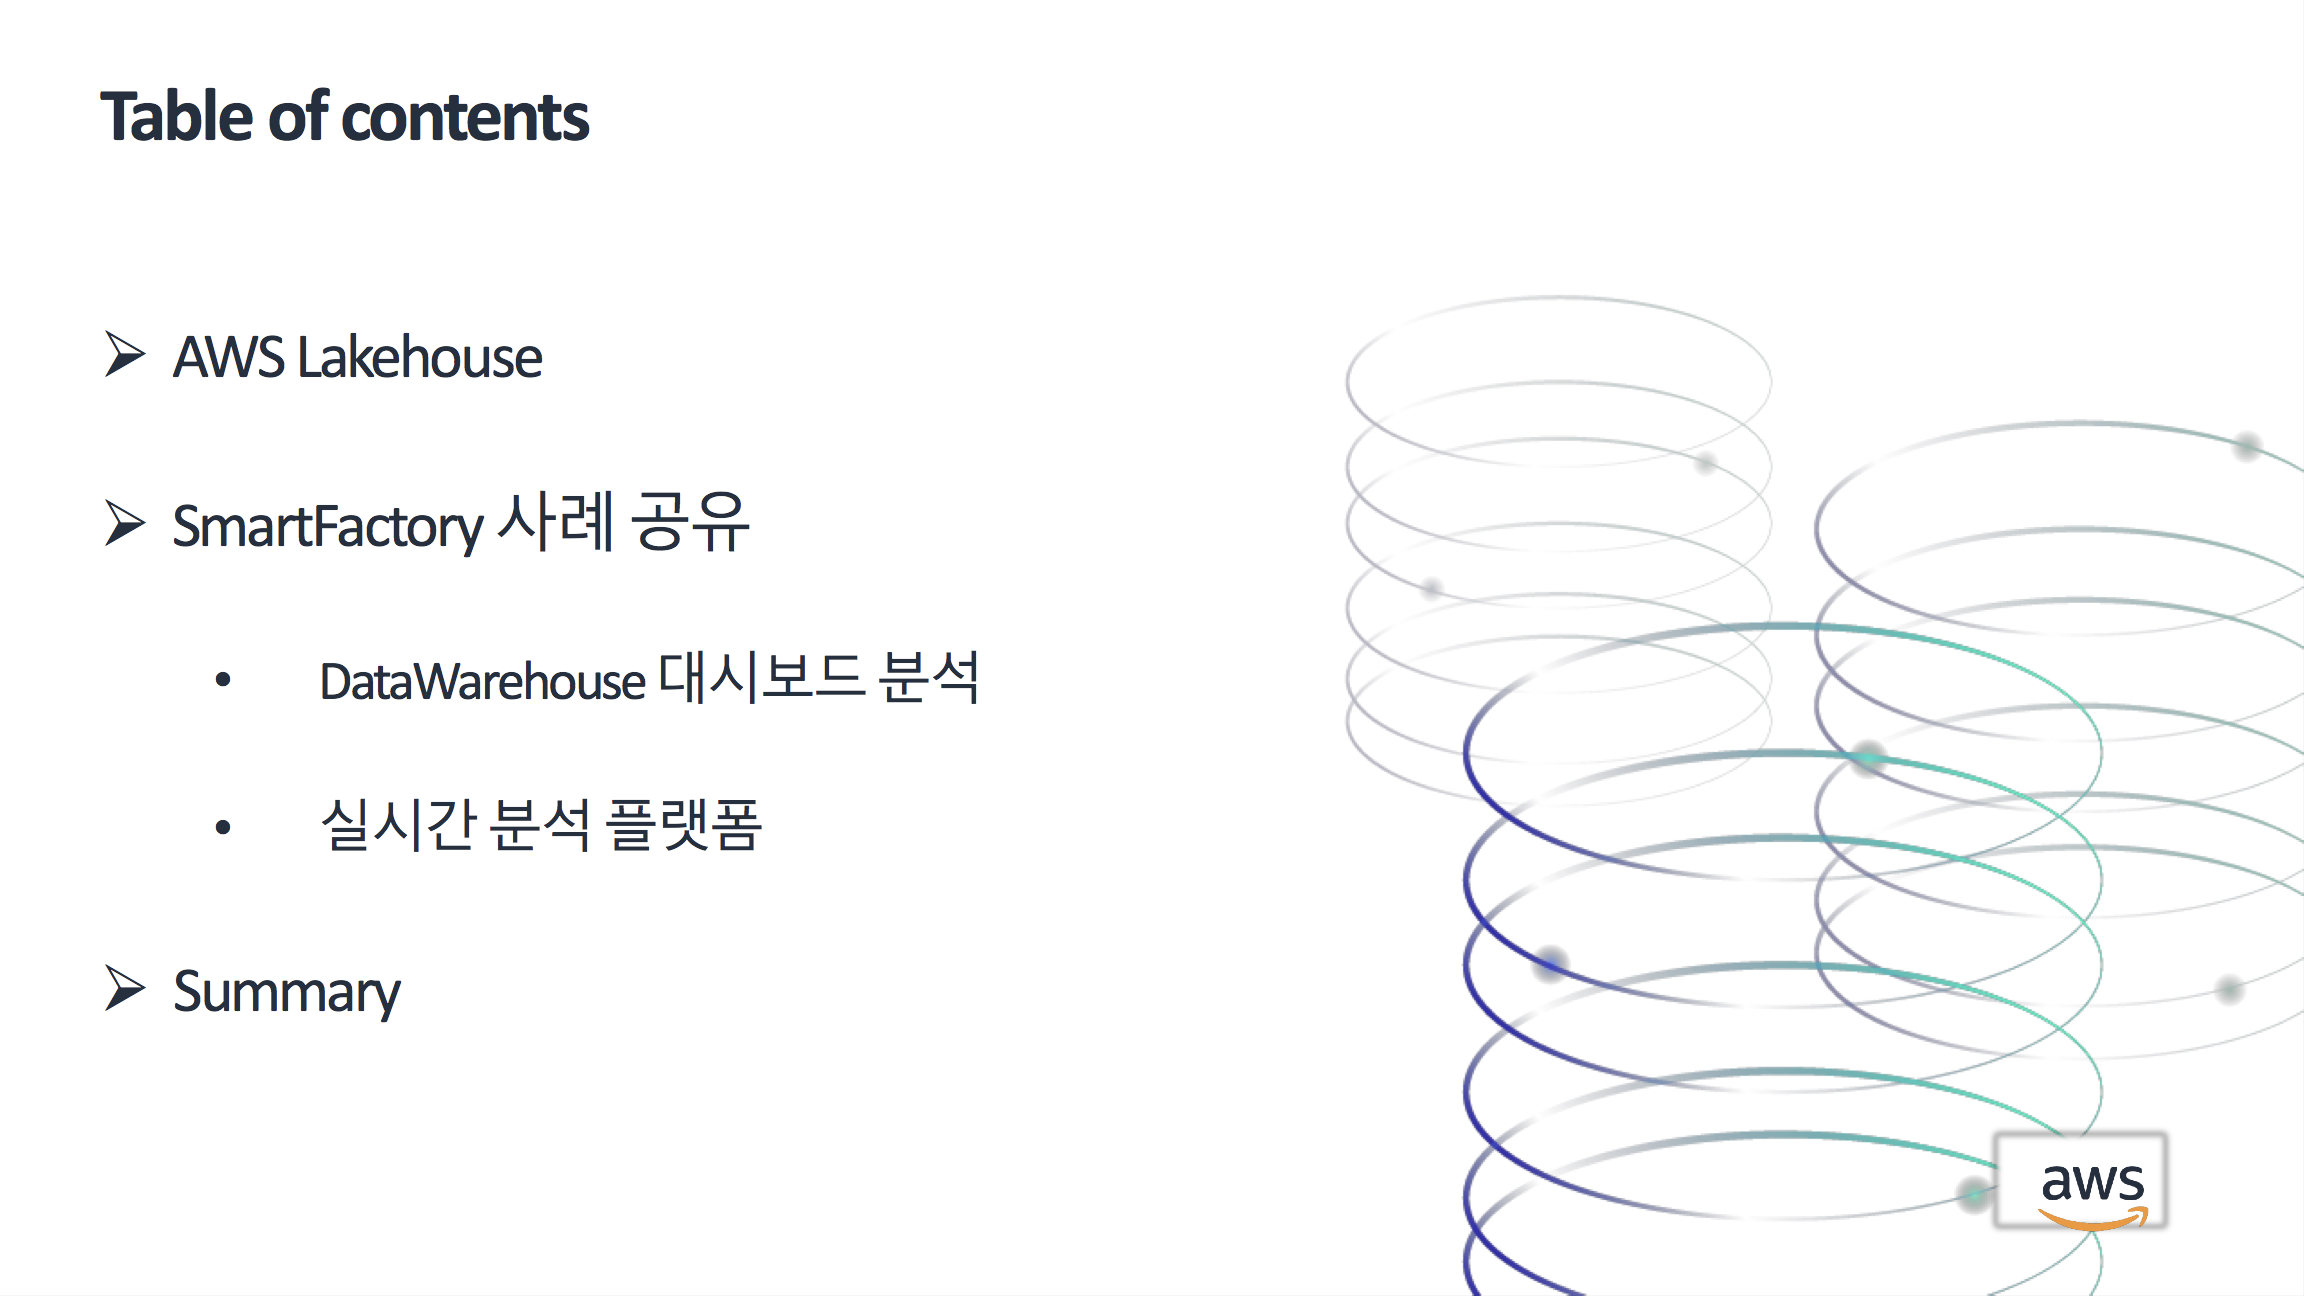 Table of contents
➢ AWS Lakehouse
➢ SmartFactory 사례 공유
• DataWarehouse 대시보드 분석
• 실시간 분석 플랫폼
➢ Summary
aws